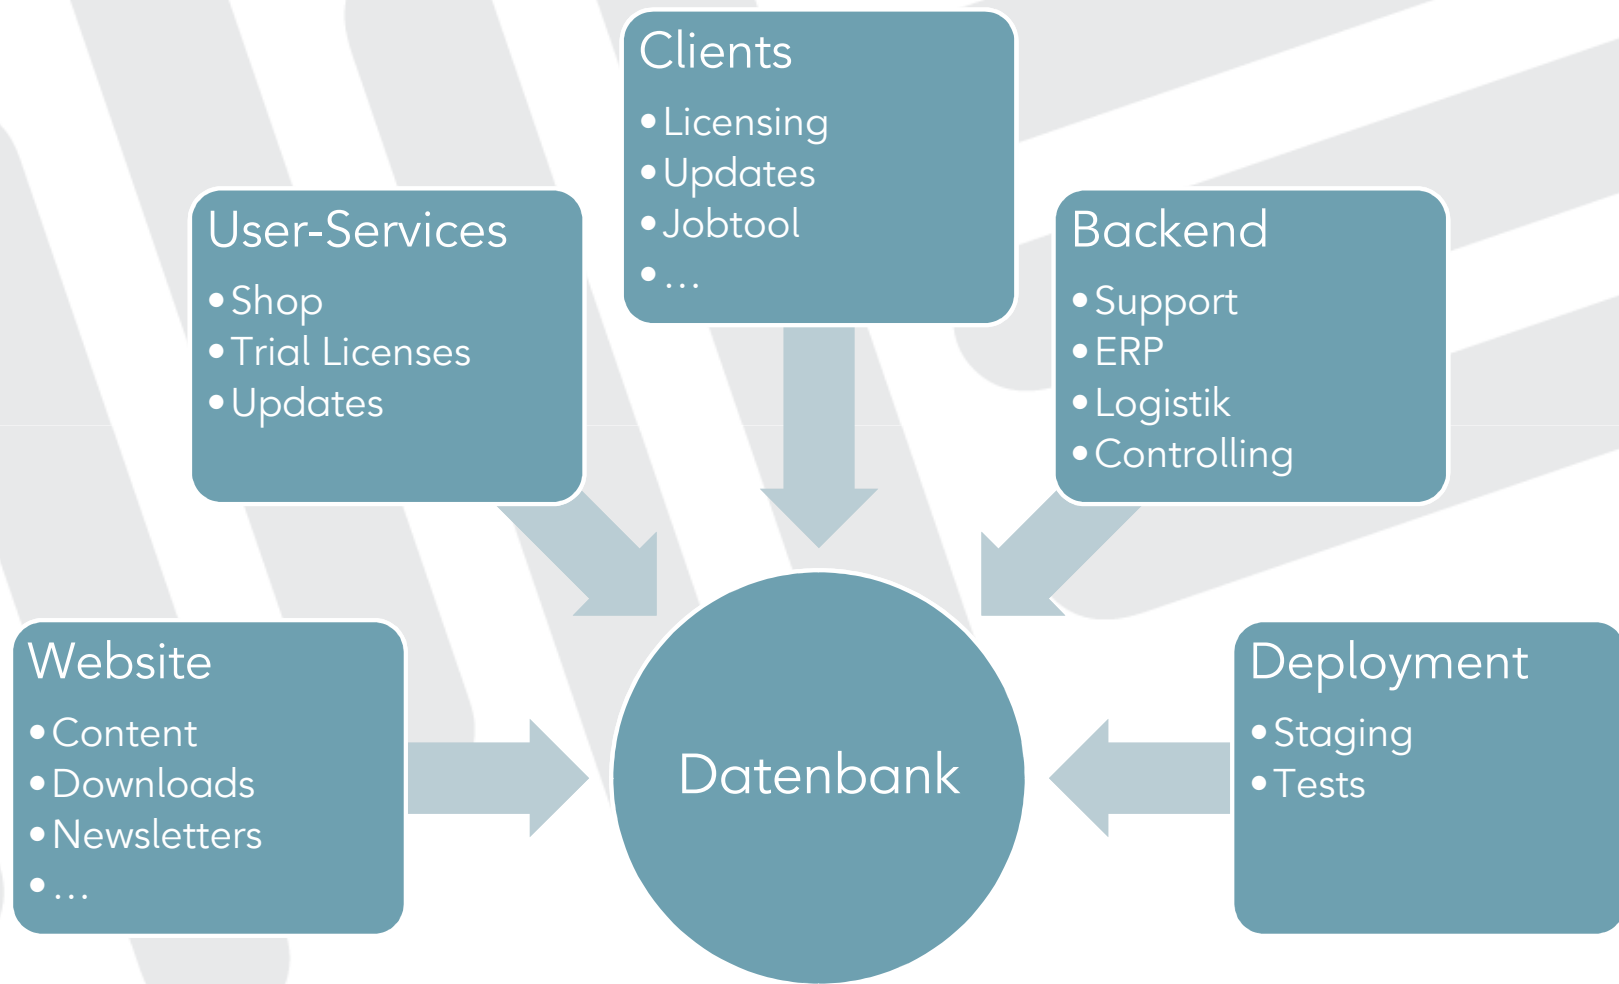 Clients
•Licensing
•Updates
•Jobtool
•...
User-Services
•Shop
•Trial Licenses
•Updates
Backend
•Support
•ERP
•Logistik
•Controlling
Website
•Content
•Downloads
•Newsletters
•...
Datenbank
Deployment
•Staging
•Tests